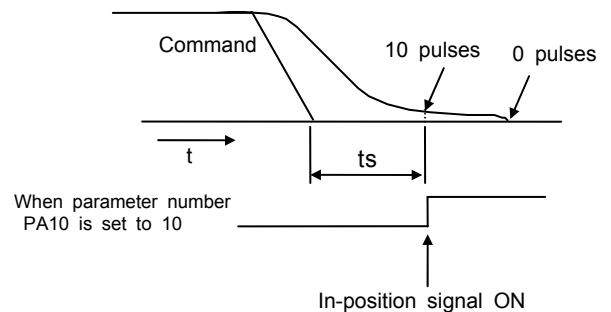 Command
10 pulses
0 pulses
t
ts
When parameter number
PA10 is set to 10
In-position signal ON